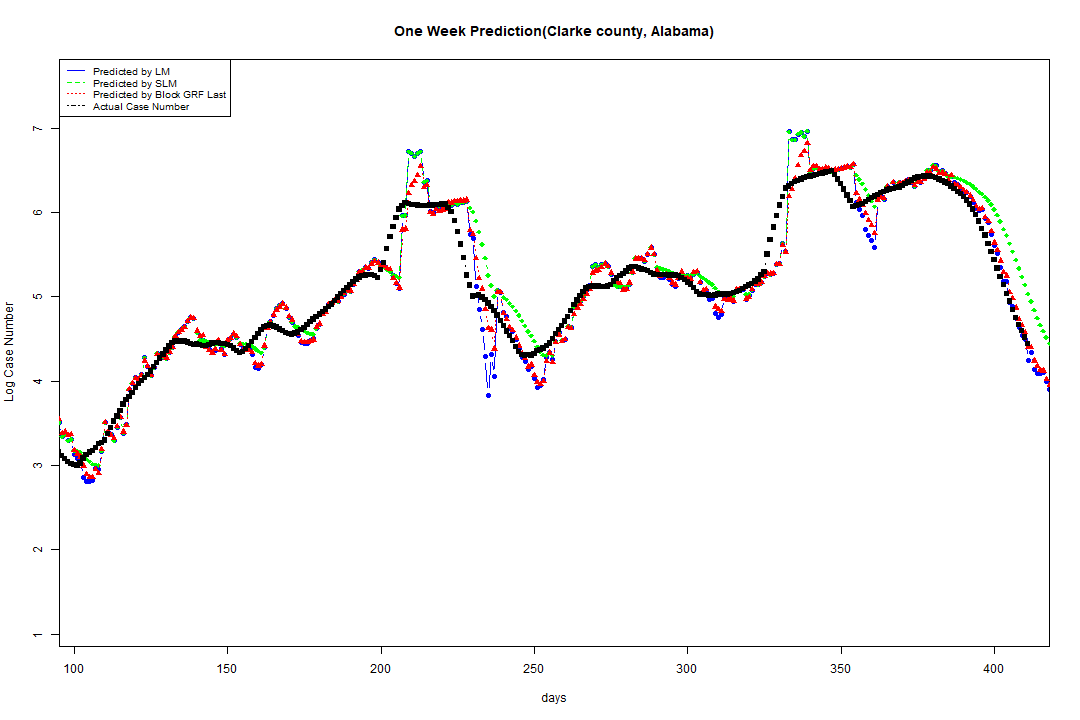 One Week Prediction(Clarke county, Alabama)
Predicted by LM
Predicted by SLM
Predicted by Block GRF Last
Actual Case Number
Log Case Number
7
6
5
4
3
2
1
100 150 200 250 300 350 400
days